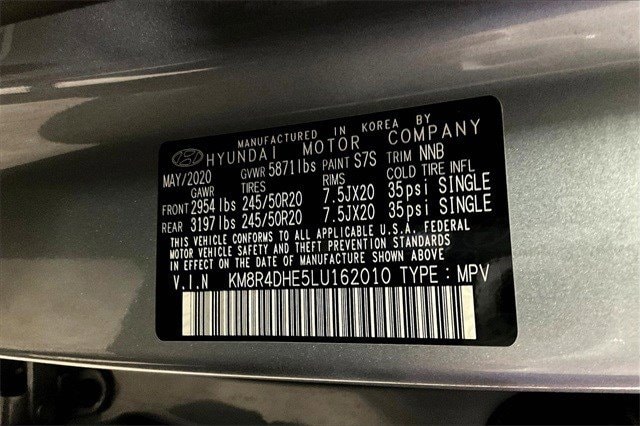 MANUFACTURED IN KOREA BY
HYUNDAI MOTOR COMPANY
MAY/2020 GVWR 5871lbs PAINT S7S TRIM NNB
GAWR TIRES RIMS COLD TIRE INFL
FRONT 2954lbs 245/50R20 7.5JX20 35psi SINGLE
REAR 3197lbs 245/50R20 7.5JX20 35psi SINGLE
THIS VEHICLE CONFORMS TO ALL APPLICABLE U.S.A. FEDERAL
MOTOR VEHICLE SAFETY AND THEFT PREVENTION STANDARDS
IN EFFECT ON THE DATE OF MANUFACTURE SHOWN ABOVE
V.I.N KM8R4DHE5LU162010 TYPE : MPV